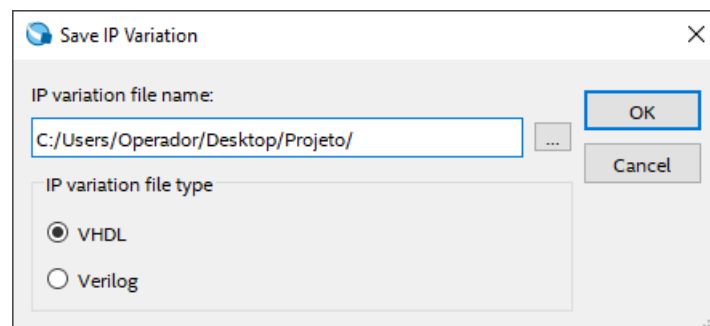 Save IP Variation
IP variation file name:
C:/Users/Operador/Desktop/Projeto/
...
OK
Cancel
IP variation file type
VHDL
Verilog